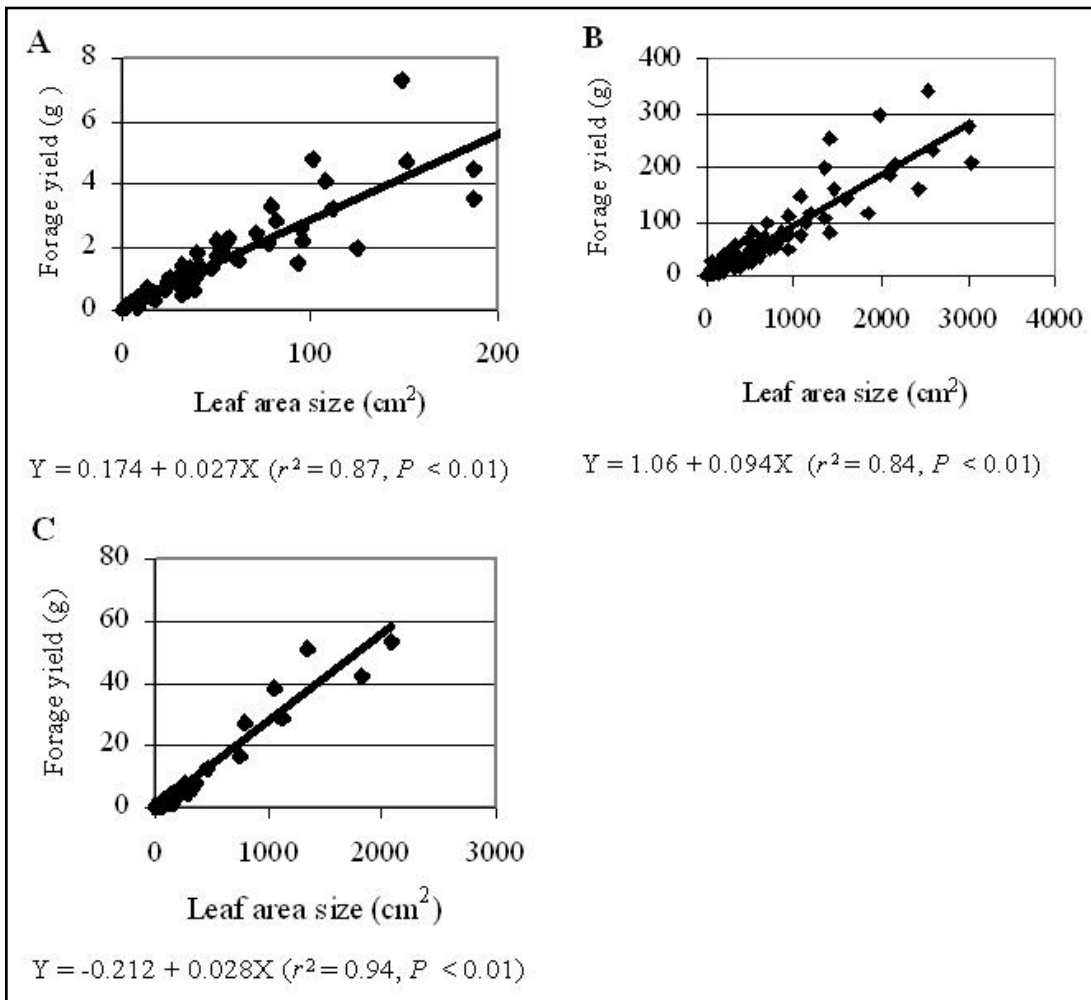 A
Forage yield (g )
8
6
4
2
0
0 100 200
Leaf area size (cm²)
Y = 0.174 + 0.027X (r² = 0.87, P < 0.01)
B
Forage yield (g)
400
300
200
100
0
0 1000 2000 3000 4000
Leaf area size (cm²)
Y = 1.06 + 0.094X (r² = 0.84, P < 0.01)
C
Forage yield (g)
80
60
40
20
0
0 1000 2000 3000
Leaf area size (cm²)
Y = -0.212 + 0.028X (r² = 0.94, P < 0.01)